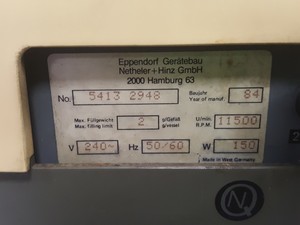 Eppendorf Gerätebau
Netheler+Hinz GmbH
2000 Hamburg 63
No: 5413 2948 Baujahr Year of manuf. 84
Max. Füllgewicht Max. filling limit 2 g/Gefäß g/vessel U/min. R.P.M. 11500
V 240~ Hz 50/60 W 150
Made in West Germany
N